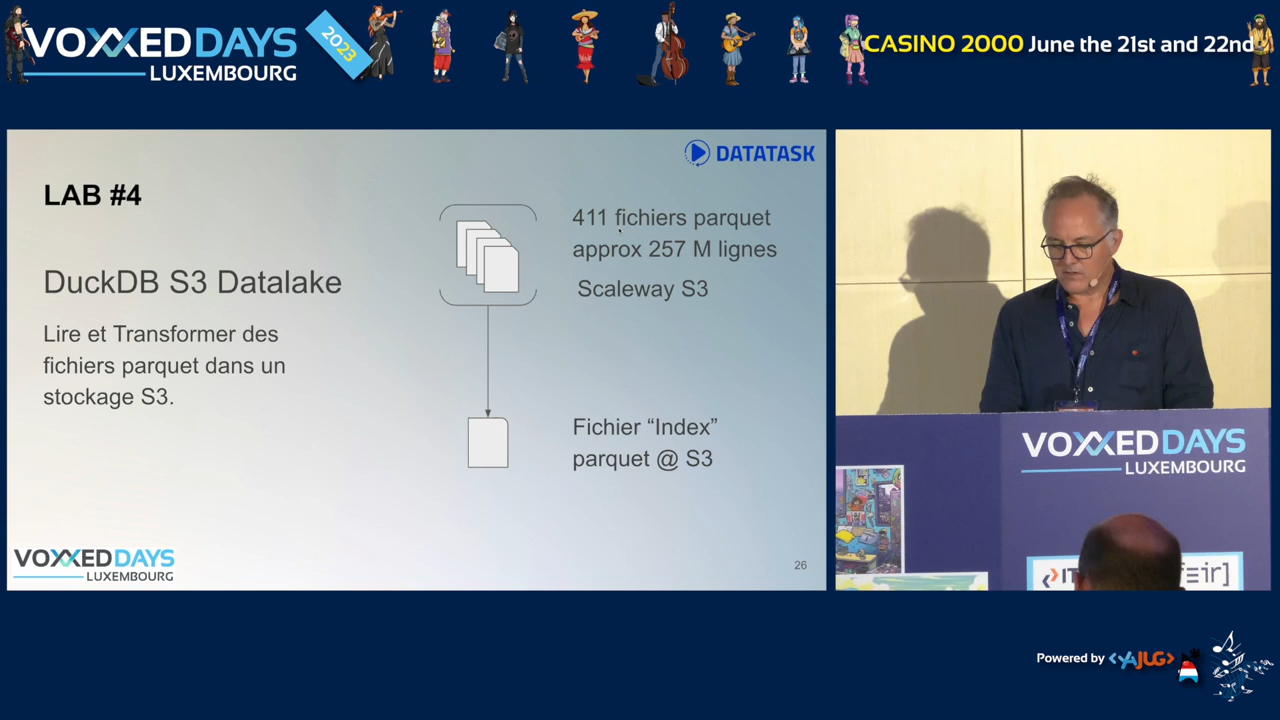 VOXXED DAYS
LUXEMBOURG
2023
CASINO 2000 June the 21st and 22nd
DATATASK
LAB #4
DuckDB S3 Datalake
Lire et Transformer des
fichiers parquet dans un
stockage S3.
411 fichiers parquet
approx 257 M lignes
Scaleway S3
Fichier “Index”
parquet @ S3
VOXXED DAYS
LUXEMBOURG
26
VOXXED DAYS
LUXEMBOURG
Powered by <YAJUG>